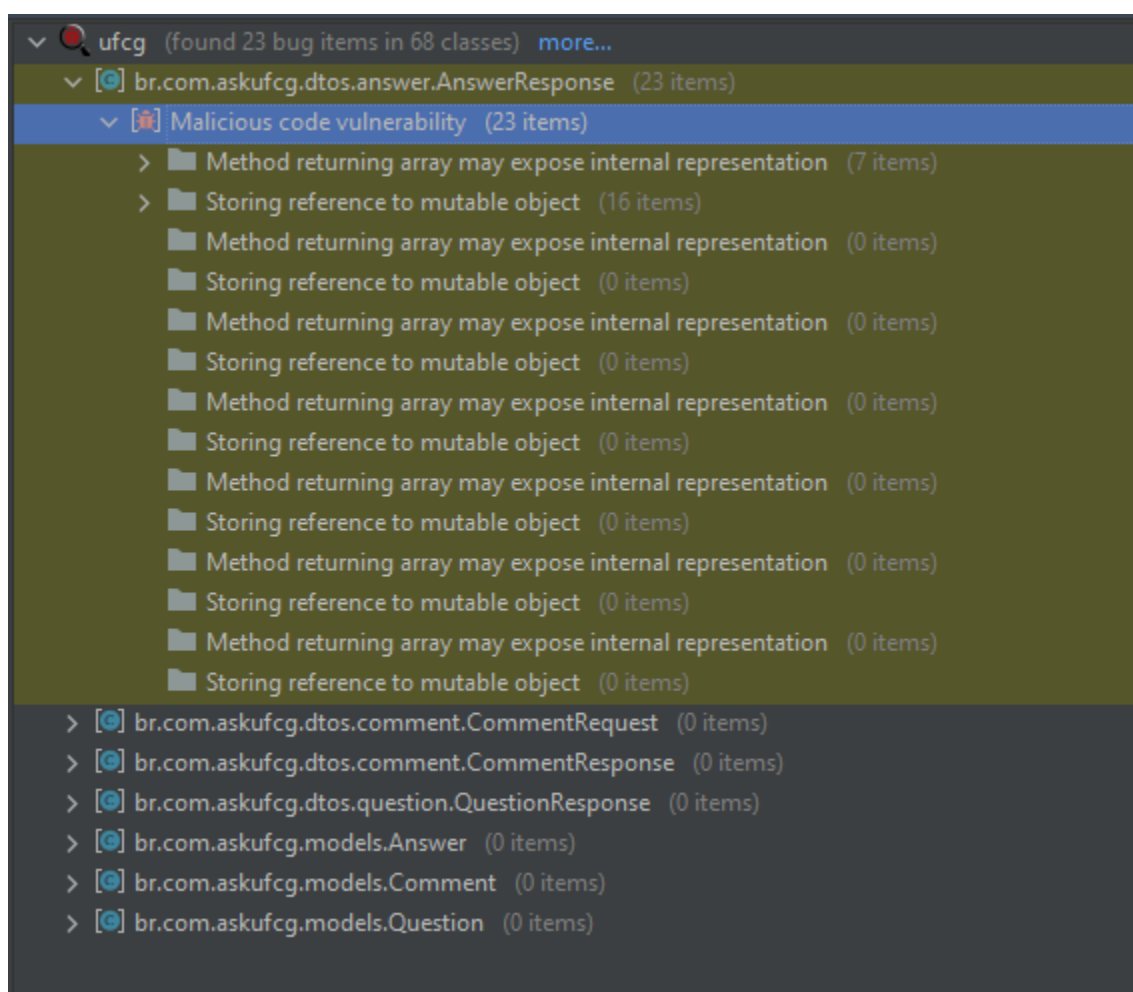 ufcg (found 23 bug items in 68 classes) more...
br.com.askufcg.dtos.answer.AnswerResponse (23 items)
Malicious code vulnerability (23 items)
Method returning array may expose internal representation (7 items)
Storing reference to mutable object (16 items)
Method returning array may expose internal representation (0 items)
Storing reference to mutable object (0 items)
Method returning array may expose internal representation (0 items)
Storing reference to mutable object (0 items)
Method returning array may expose internal representation (0 items)
Storing reference to mutable object (0 items)
Method returning array may expose internal representation (0 items)
Storing reference to mutable object (0 items)
Method returning array may expose internal representation (0 items)
Storing reference to mutable object (0 items)
Method returning array may expose internal representation (0 items)
Storing reference to mutable object (0 items)
br.com.askufcg.dtos.comment.CommentRequest (0 items)
br.com.askufcg.dtos.comment.CommentResponse (0 items)
br.com.askufcg.dtos.question.QuestionResponse (0 items)
br.com.askufcg.models.Answer (0 items)
br.com.askufcg.models.Comment (0 items)
br.com.askufcg.models.Question (0 items)